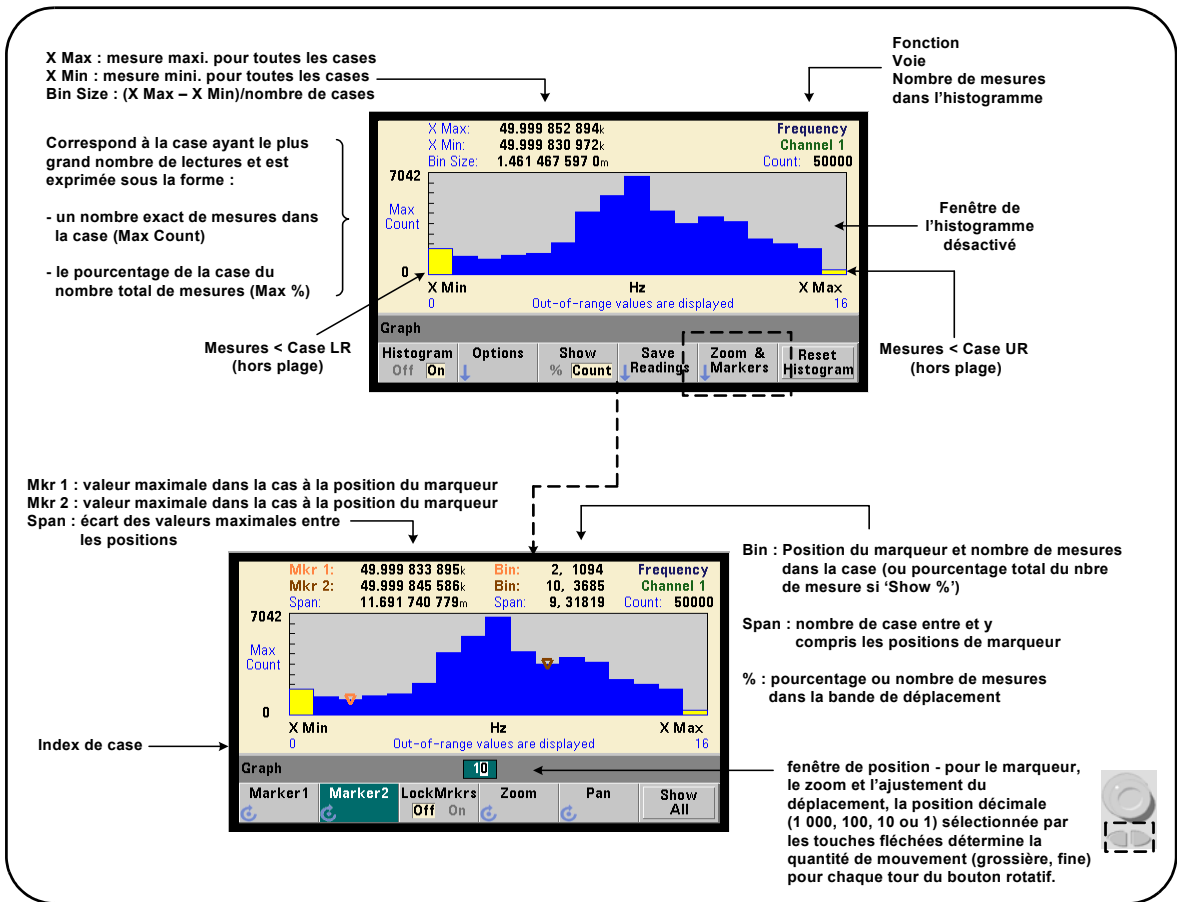 X Max : mesure maxi. pour toutes les cases
X Min : mesure mini. pour toutes les cases
Bin Size : (X Max – X Min)/nombre de cases
Fonction
Voie
Nombre de mesures
dans l'histogramme
Correspond à la case ayant le plus
grand nombre de lectures et est
exprimée sous la forme :
- un nombre exact de mesures dans
la case (Max Count)
- le pourcentage de la case du
nombre total de mesures (Max %)
X Max: 49.999 852 894k Frequency
X Min: 49.999 830 972k Channel 1
Bin Size: 1.461 467 597 0m Count: 50000
7042
Max
Count
0
X Min Hz X Max
0 Out-of-range values are displayed 16
Graph
Histogram Options Show Save Zoom & Reset
Off On % Count Readings Markers Histogram
Fenêtre de
l'histogramme
désactivé
Mesures < Case LR
(hors plage)
Mesures < Case UR
(hors plage)
Mkr 1 : valeur maximale dans la cas à la position du marqueur
Mkr 2 : valeur maximale dans la cas à la position du marqueur
Span : écart des valeurs maximales entre
les positions
Mkr 1: 49.999 833 895k Bin: 2, 1094 Frequency
Mkr 2: 49.999 845 586k Bin: 10, 3685 Channel 1
Span: 11.691 740 779m Span: 9, 31819 Count: 50000
7042
Max
Count
0
X Min Hz X Max
0 Out-of-range values are displayed 16
Graph 10
Marker1 Marker2 LockMrkrs Zoom Pan Show
Off On All
Index de case
Bin : Position du marqueur et nombre de mesures
dans la case (ou pourcentage total du nbre
de mesure si 'Show %')
Span : nombre de case entre et y
compris les positions de marqueur
% : pourcentage ou nombre de mesures
dans la bande de déplacement
fenêtre de position - pour le marqueur,
le zoom et l'ajustement du
déplacement, la position décimale
(1 000, 100, 10 ou 1) sélectionnée par
les touches fléchées détermine la
quantité de mouvement (grossière, fine)
pour chaque tour du bouton rotatif.